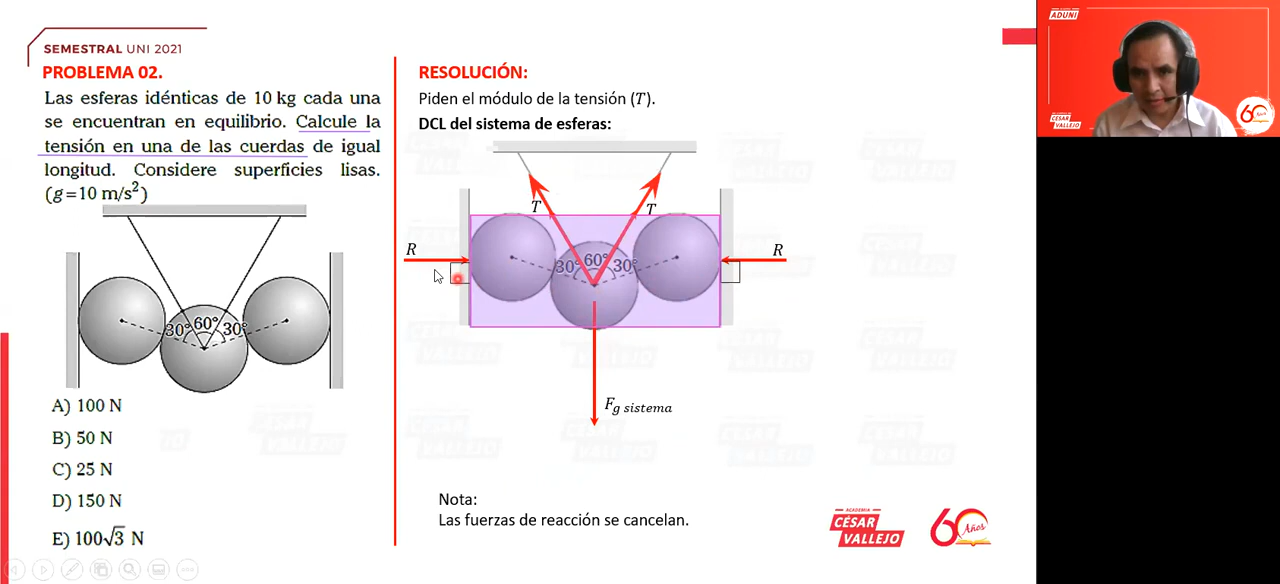 SEMESTRAL UNI 2021
PROBLEMA 02.
Las esferas idénticas de 10 kg cada una
se encuentran en equilibrio. Calcule la
tensión en una de las cuerdas de igual
longitud. Considere superficies lisas.
(g=10 m/s²)
30° 60° 30°
A) 100 N
B) 50 N
C) 25 N
D) 150 N
E) 100√3 N
RESOLUCIÓN:
Piden el módulo de la tensión (T).
DCL del sistema de esferas:
T
T
R
R
30° 60° 30°
F_g sistema
Nota:
Las fuerzas de reacción se cancelan.
ACADEMIA
CÉSAR
VALLEJO
60 Años
ADUNI
CÉSAR
VALLEJO
60